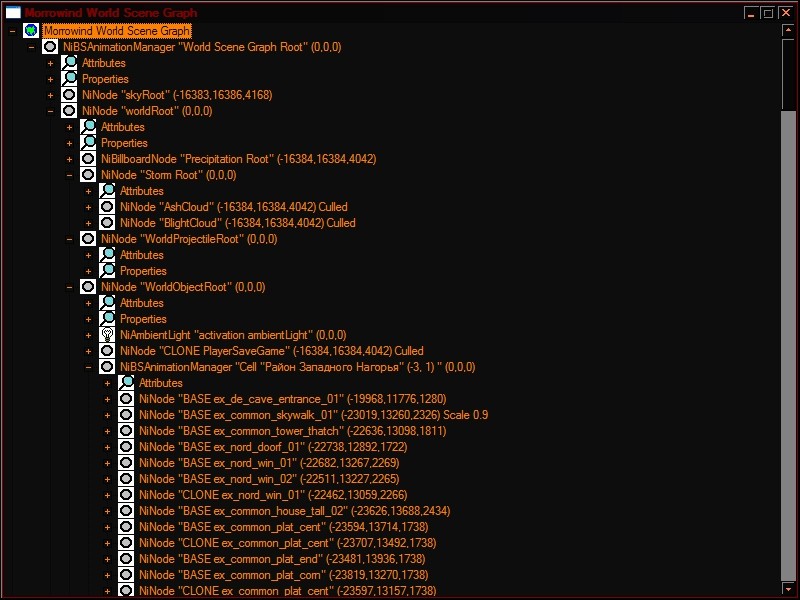 Morrowind World Scene Graph
Morrowind World Scene Graph
NiBSAnimationManager "World Scene Graph Root" (0,0,0)
Attributes
Properties
NiNode "skyRoot" (-16383,16386,4168)
NiNode "worldRoot" (0,0,0)
Attributes
Properties
NiBillboardNode "Precipitation Root" (-16384,16384,4042)
NiNode "Storm Root" (0,0,0)
Attributes
NiNode "AshCloud" (-16384,16384,4042) Culled
NiNode "BlightCloud" (-16384,16384,4042) Culled
NiNode "WorldProjectileRoot" (0,0,0)
Attributes
Properties
NiNode "WorldObjectRoot" (0,0,0)
Attributes
Properties
NiAmbientLight "activation ambientLight" (0,0,0)
NiNode "CLONE PlayerSaveGame" (-16384,16384,4042) Culled
NiBSAnimationManager "Cell "Район Западного Нагорья" (-3, 1) " (0,0,0)
Attributes
NiNode "BASE ex_de_cave_entrance_01" (-19968,11776,1280)
NiNode "BASE ex_common_skywalk_01" (-23019,13260,2326) Scale 0.9
NiNode "BASE ex_common_tower_thatch" (-22636,13098,1811)
NiNode "BASE ex_nord_doorf_01" (-22738,12892,1722)
NiNode "BASE ex_nord_win_01" (-22682,13267,2269)
NiNode "BASE ex_nord_win_02" (-22511,13227,2265)
NiNode "CLONE ex_nord_win_01" (-22462,13059,2266)
NiNode "BASE ex_common_house_tall_02" (-23626,13688,2434)
NiNode "BASE ex_common_plat_cent" (-23594,13714,1738)
NiNode "CLONE ex_common_plat_cent" (-23707,13492,1738)
NiNode "BASE ex_common_plat_end" (-23481,13936,1738)
NiNode "BASE ex_common_plat_corn" (-23819,13270,1738)
NiNode "CLONE ex_common_plat_cent" (-23597,13157,1738)